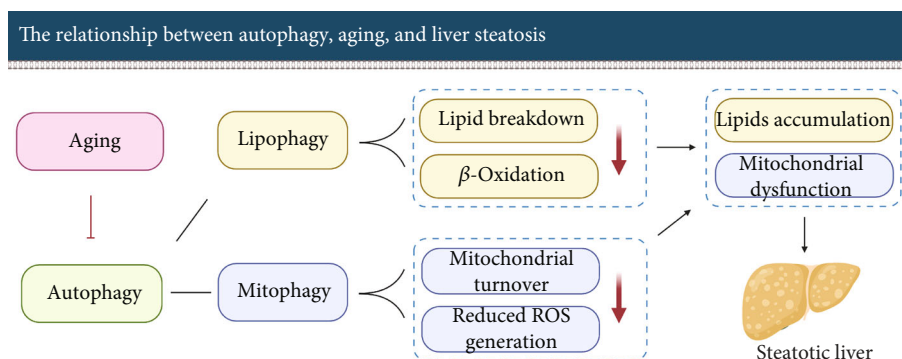 The relationship between autophagy, aging, and liver steatosis
Aging
Lipophagy
Lipid breakdown
β-Oxidation
Lipids accumulation
Mitochondrial
dysfunction
Autophagy
Mitophagy
Mitochondrial
turnover
Reduced ROS
generation
Steatotic liver